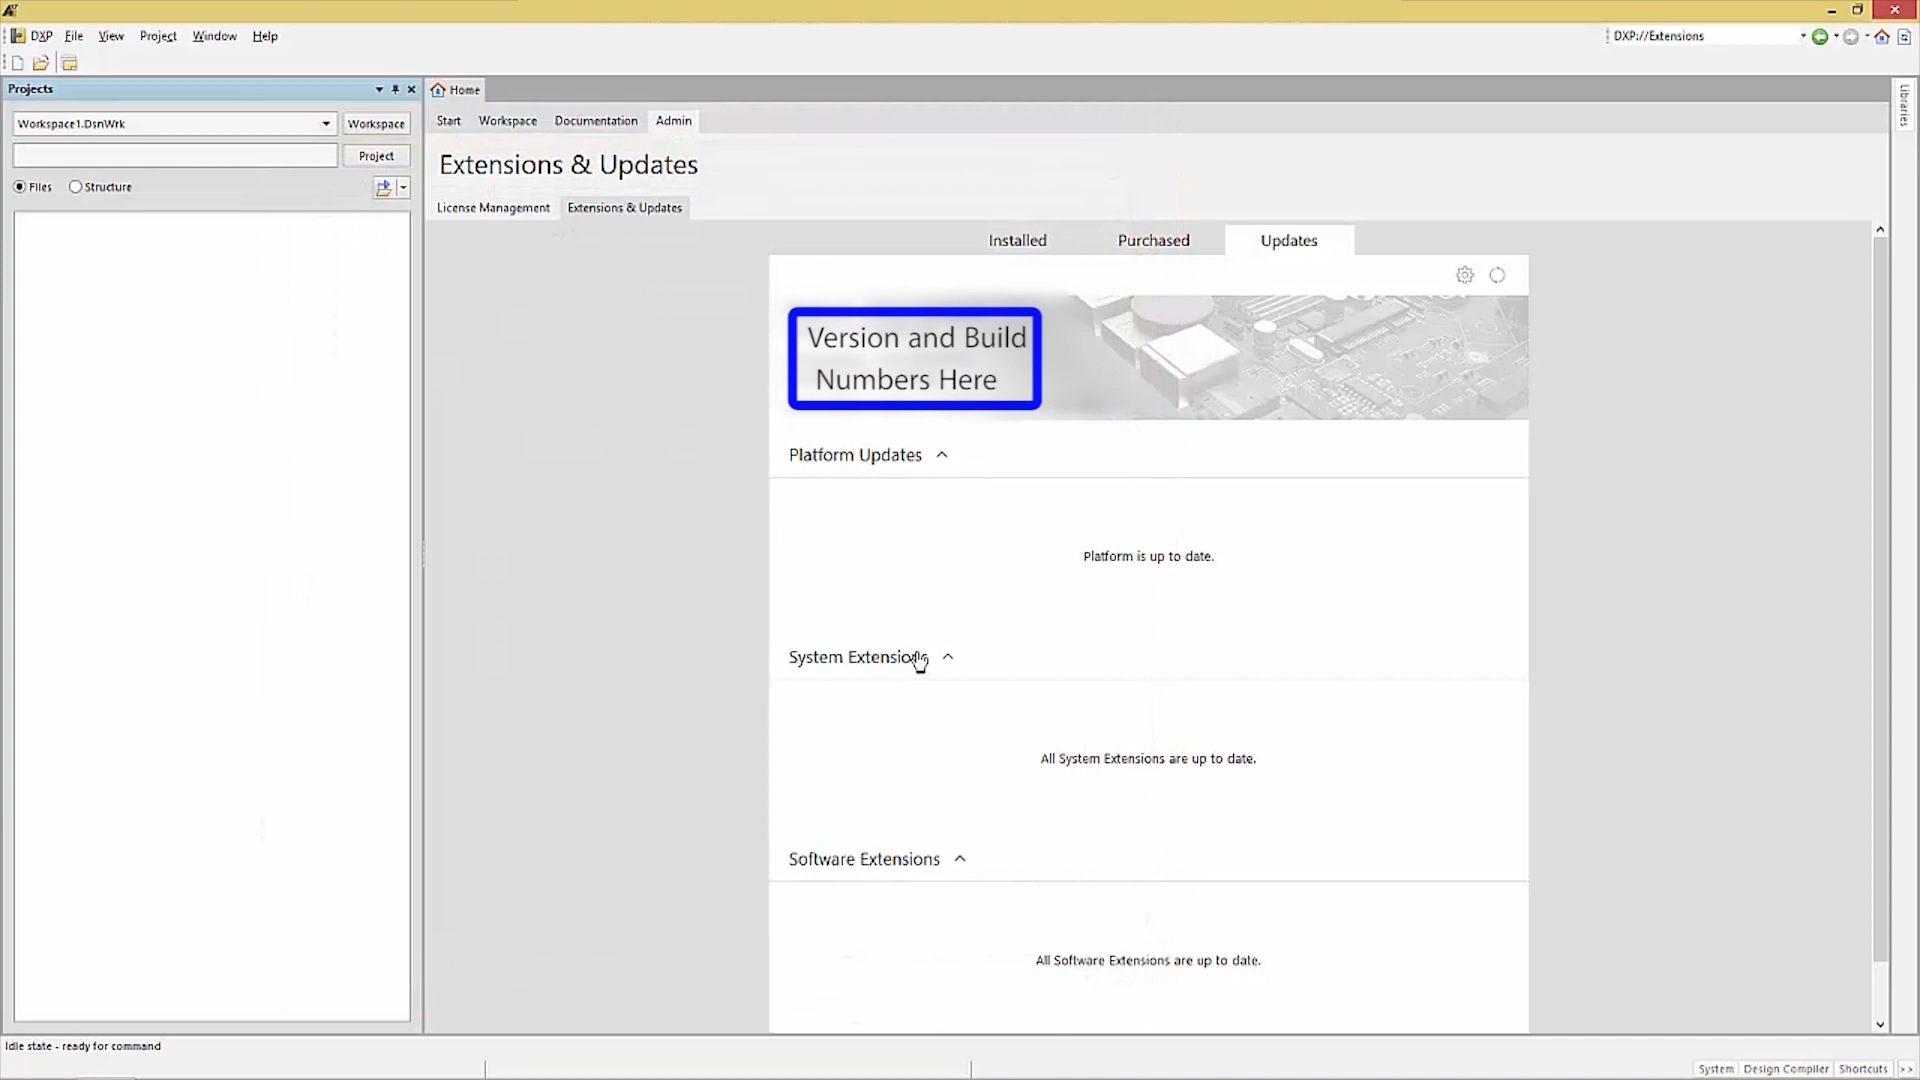 DXP File View Project Window Help
DXP://Extensions
Projects
Home
Libraries
Workspace1.DsnWrk
Workspace
Start Workspace Documentation Admin
Project
Extensions & Updates
Files Structure
License Management Extensions & Updates
Installed Purchased Updates
Version and Build
Numbers Here
Platform Updates
Platform is up to date.
System Extensions
All System Extensions are up to date.
Software Extensions
All Software Extensions are up to date.
Idle state - ready for command
System Design Compiler Shortcuts >>